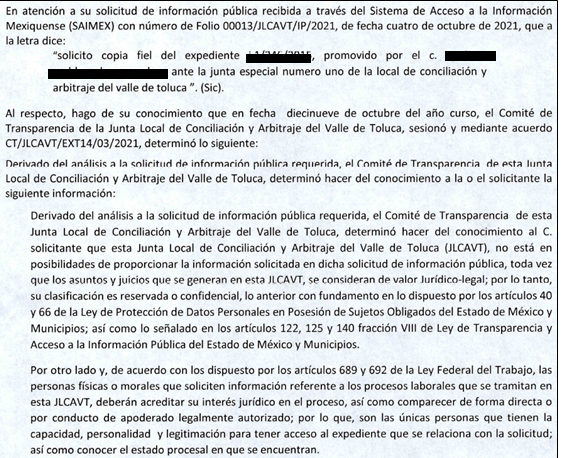 En atención a su solicitud de información pública recibida a través del Sistema de Acceso a la Información
Mexiquense (SAIMEX) con número de Folio 00013/JLCAVT/IP/2021, de fecha cuatro de octubre de 2021, que a
la letra dice:
"solicito copia fiel del expediente , promovido por el c.
ante la junta especial numero uno de la local de conciliación y
arbitraje del valle de toluca ". (Sic).
Al respecto, hago de su conocimiento que en fecha diecinueve de octubre del año curso, el Comité de
Transparencia de la Junta Local de Conciliación y Arbitraje del Valle de Toluca, sesionó y mediante acuerdo
CT/JLCAVT/EXT14/03/2021, determinó lo siguiente:
Derivado del análisis a la solicitud de información pública requerida, el Comité de Transparencia de esta Junta
Local de Conciliación y Arbitraje del Valle de Toluca, determinó hacer del conocimiento a la o el solicitante la
siguiente información:
Derivado del análisis a la solicitud de información pública requerida, el Comité de Transparencia de esta
Junta Local de Conciliación y Arbitraje del Valle de Toluca, determinó hacer del conocimiento al C.
solicitante que esta Junta Local de Conciliación y Arbitraje del Valle de Toluca (JLCAVT), no está en
posibilidades de proporcionar la información solicitada en dicha solicitud de información pública, toda vez
que los asuntos y juicios que se generan en esta JLCAVT, se consideran de valor Jurídico-legal; por lo tanto,
su clasificación es reservada o confidencial, lo anterior con fundamento en lo dispuesto por los artículos 40
y 66 de la Ley de Protección de Datos Personales en Posesión de Sujetos Obligados del Estado de México y
Municipios; así como lo señalado en los artículos 122, 125 y 140 fracción VIII de Ley de Transparencia y
Acceso a la Información Pública del Estado de México y Municipios.
Por otro lado y, de acuerdo con los dispuesto por los artículos 689 y 692 de la Ley Federal del Trabajo, las
personas físicas o morales que soliciten información referente a los procesos laborales que se tramitan en
esta JLCAVT, deberán acreditar su interés jurídico en el proceso, así como comparecer de forma directa o
por conducto de apoderado legalmente autorizado; por lo que, son las únicas personas que tienen la
capacidad, personalidad y legitimación para tener acceso al expediente que se relaciona con la solicitud;
así como conocer el estado procesal en que se encuentran.